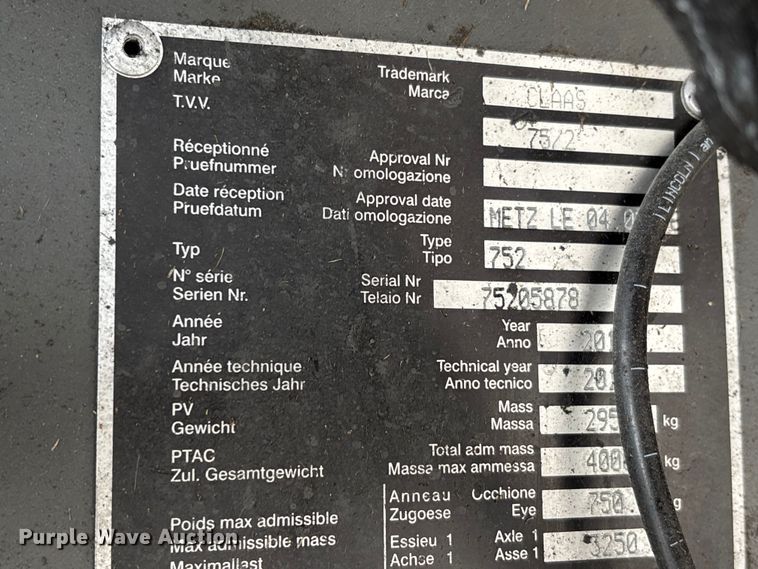 Marque Trademark CLAAS
Marke Marca
T.V.V. 75/2
Réceptionné Approval Nr
Pruefnummer omologazione
Date réception Approval date METZ LE 04
Pruefdatum Dati omologazione
Typ Type 752
Tipo
N° série Serial Nr 75205878
Serien Nr. Telaio Nr
Année Year
Jahr Anno
Année technique Technical year
Technisches Jahr Anno tecnico
PV Mass kg
Gewicht Massa
PTAC Total adm mass kg
Zul. Gesamtgewicht Massa max ammessa
Anneau Occhione 750
Zugoese Eye
Poids max admissible Essieu 1 Axle 1 3250
Max admissible mass Achse 1 Asse 1
Maximallast
LINCOLN
Purple Wave Auction